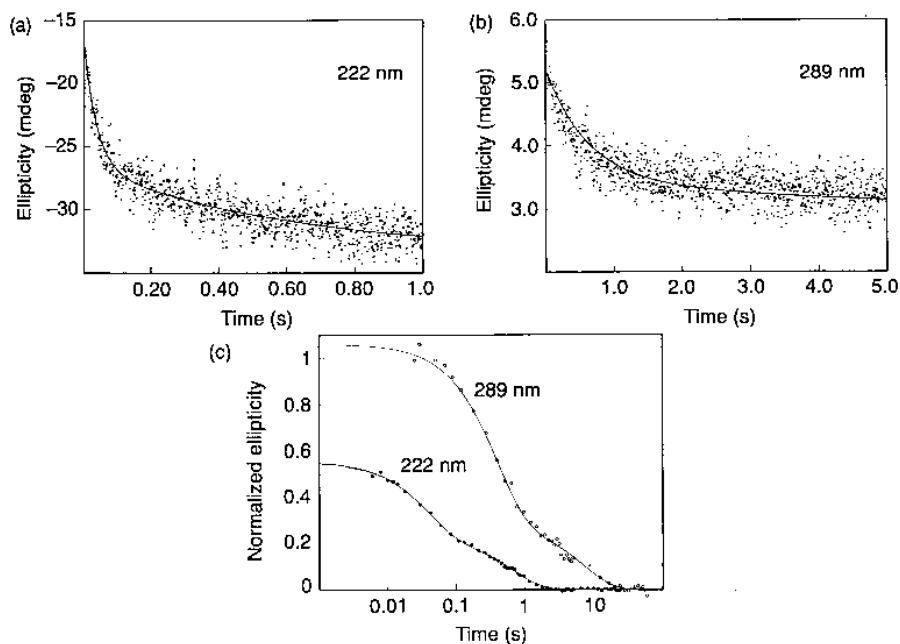 (a)
−15
−20
−25
−30
Ellipticity (mdeg)
222 nm
0.20 0.40 0.60 0.80 1.0
Time (s)
(b)
6.0
5.0
4.0
3.0
Ellipticity (mdeg)
289 nm
1.0 2.0 3.0 4.0 5.0
Time (s)
(c)
1
0.8
0.6
0.4
0.2
0
Normalized ellipticity
289 nm
222 nm
0.01 0.1 1 10
Time (s)